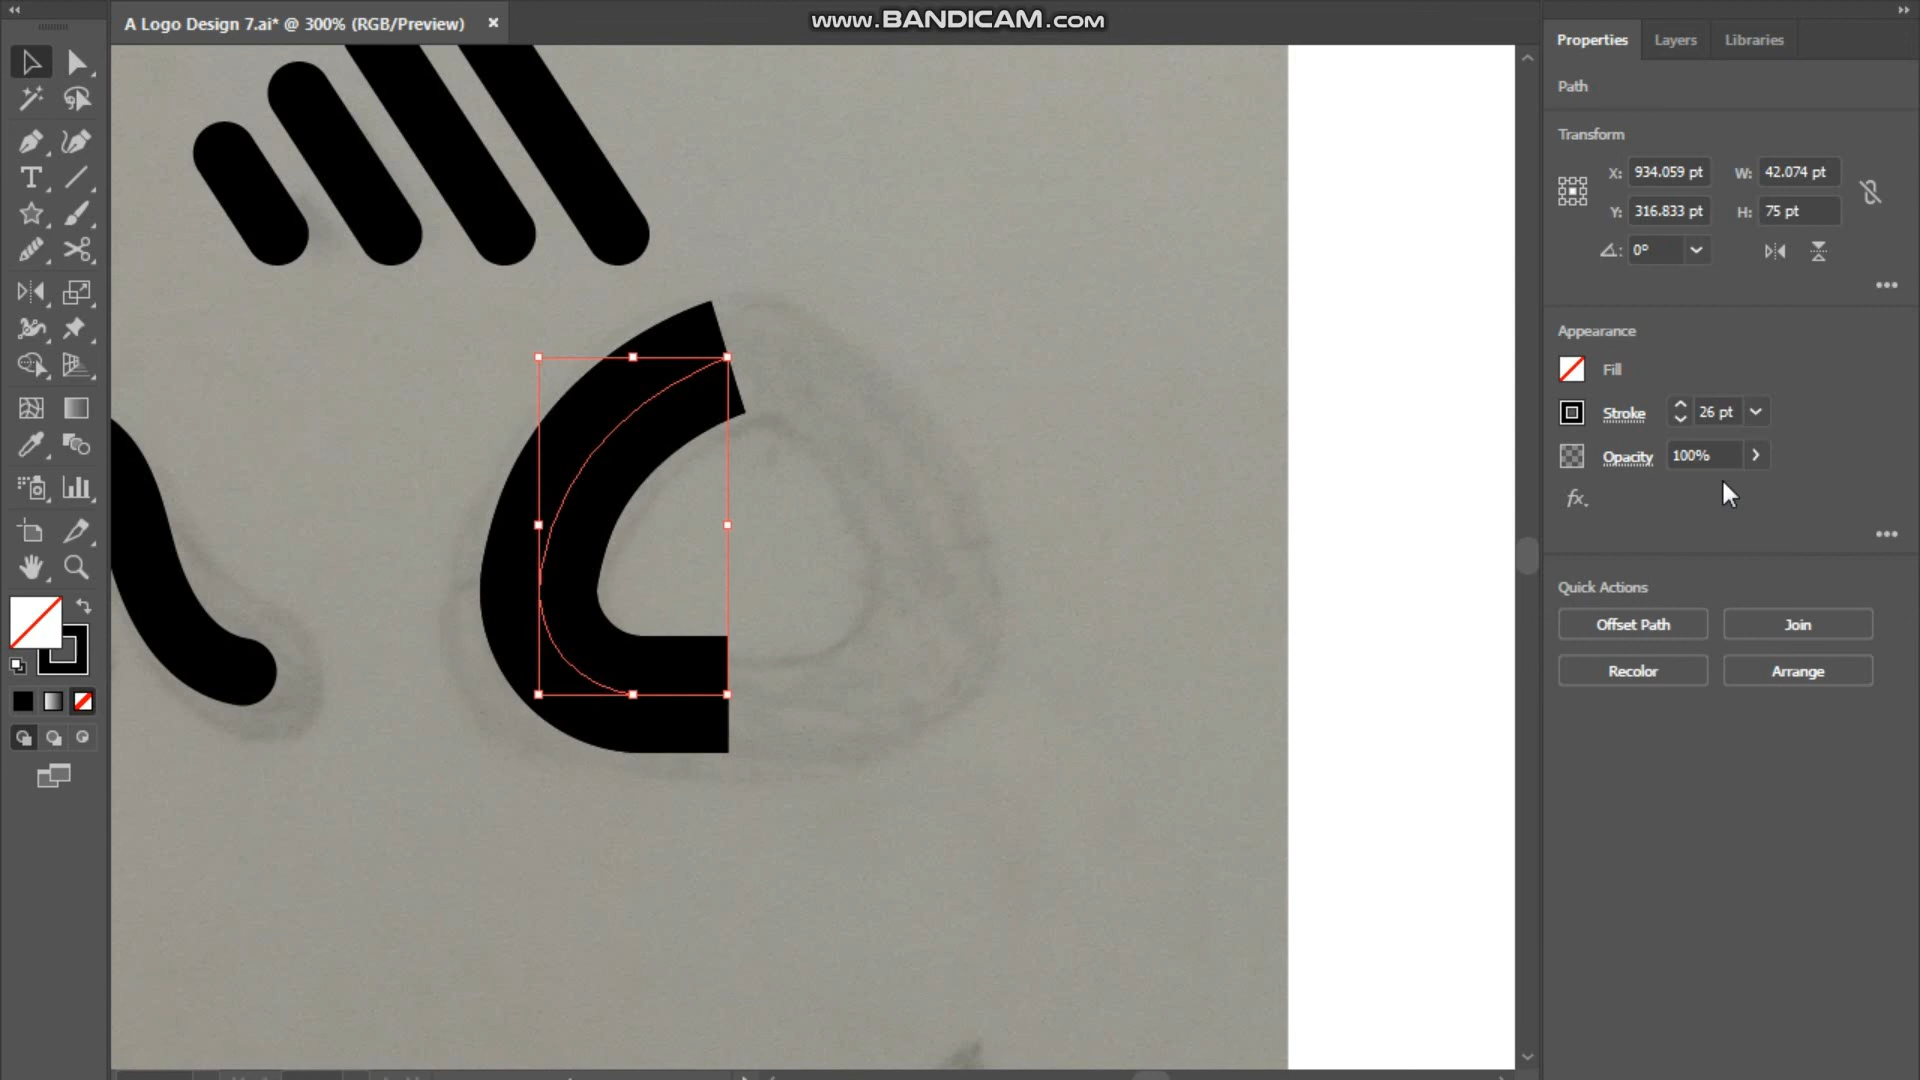 A Logo Design 7.ai* @ 300% (RGB/Preview)
www.BANDICAM.com
Properties
Layers
Libraries
Path
Transform
X: 934.059 pt
W: 42.074 pt
Y: 316.833 pt
H: 75 pt
0°
Appearance
Fill
Stroke
26 pt
Opacity
100%
fx.
Quick Actions
Offset Path
Join
Recolor
Arrange